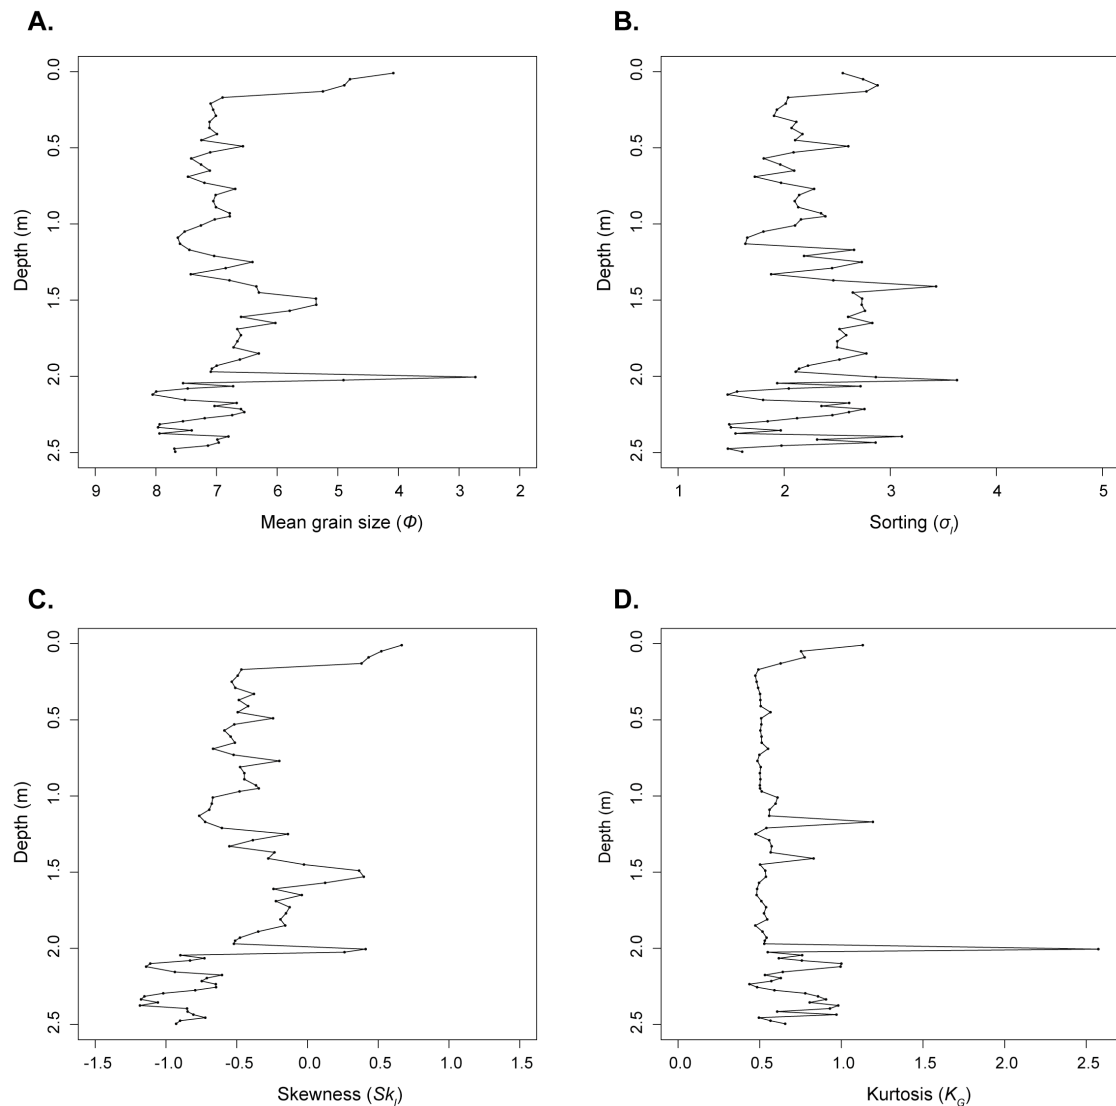 A.
0.0
0.5
1.0
1.5
2.0
2.5
Depth (m)
9 8 7 6 5 4 3 2
Mean grain size (Φ)
B.
0.0
0.5
1.0
1.5
2.0
2.5
Depth (m)
1 2 3 4 5
Sorting (σI)
C.
0.0
0.5
1.0
1.5
2.0
2.5
Depth (m)
-1.5 -1.0 -0.5 0.0 0.5 1.0 1.5
Skewness (SkI)
D.
0.0
0.5
1.0
1.5
2.0
2.5
Depth (m)
0.0 0.5 1.0 1.5 2.0 2.5
Kurtosis (KG)